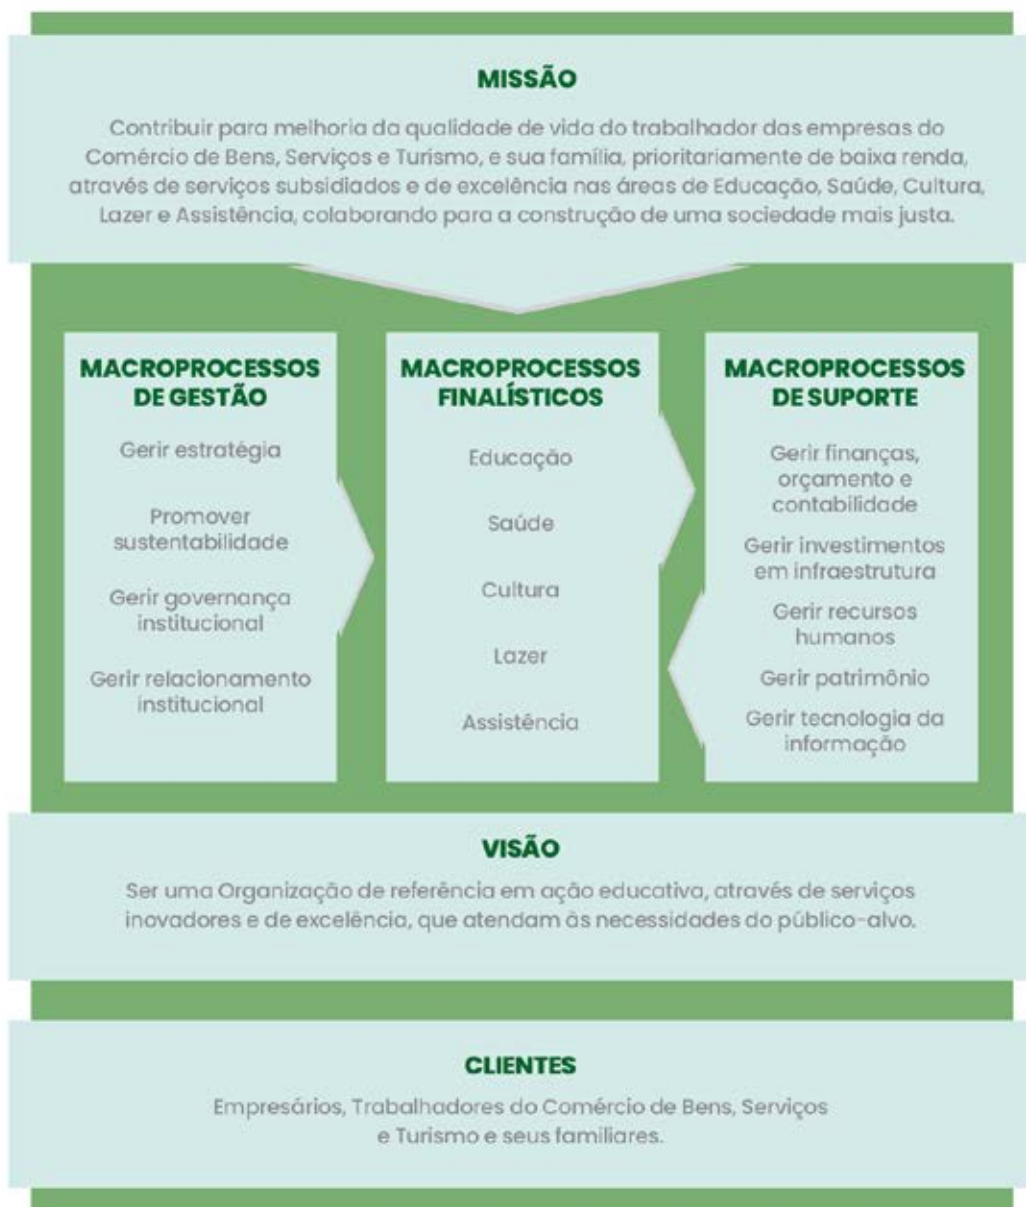 MISSÃO
Contribuir para melhoria da qualidade de vida do trabalhador das empresas do
Comércio de Bens, Serviços e Turismo, e sua família, prioritariamente de baixa renda,
através de serviços subsidiados e de excelência nas áreas de Educação, Saúde, Cultura,
Lazer e Assistência, colaborando para a construção de uma sociedade mais justa.
MACROPROCESSOS
DE GESTÃO
Gerir estratégia
Promover
sustentabilidade
Gerir governança
institucional
Gerir relacionamento
institucional
MACROPROCESSOS
FINALÍSTICOS
Educação
Saúde
Cultura
Lazer
Assistência
MACROPROCESSOS
DE SUPORTE
Gerir finanças,
orçamento e
contabilidade
Gerir investimentos
em infraestrutura
Gerir recursos
humanos
Gerir patrimônio
Gerir tecnologia da
informação
VISÃO
Ser uma Organização de referência em ação educativa, através de serviços
inovadores e de excelência, que atendam às necessidades do público-alvo.
CLIENTES
Empresários, Trabalhadores do Comércio de Bens, Serviços
e Turismo e seus familiares.